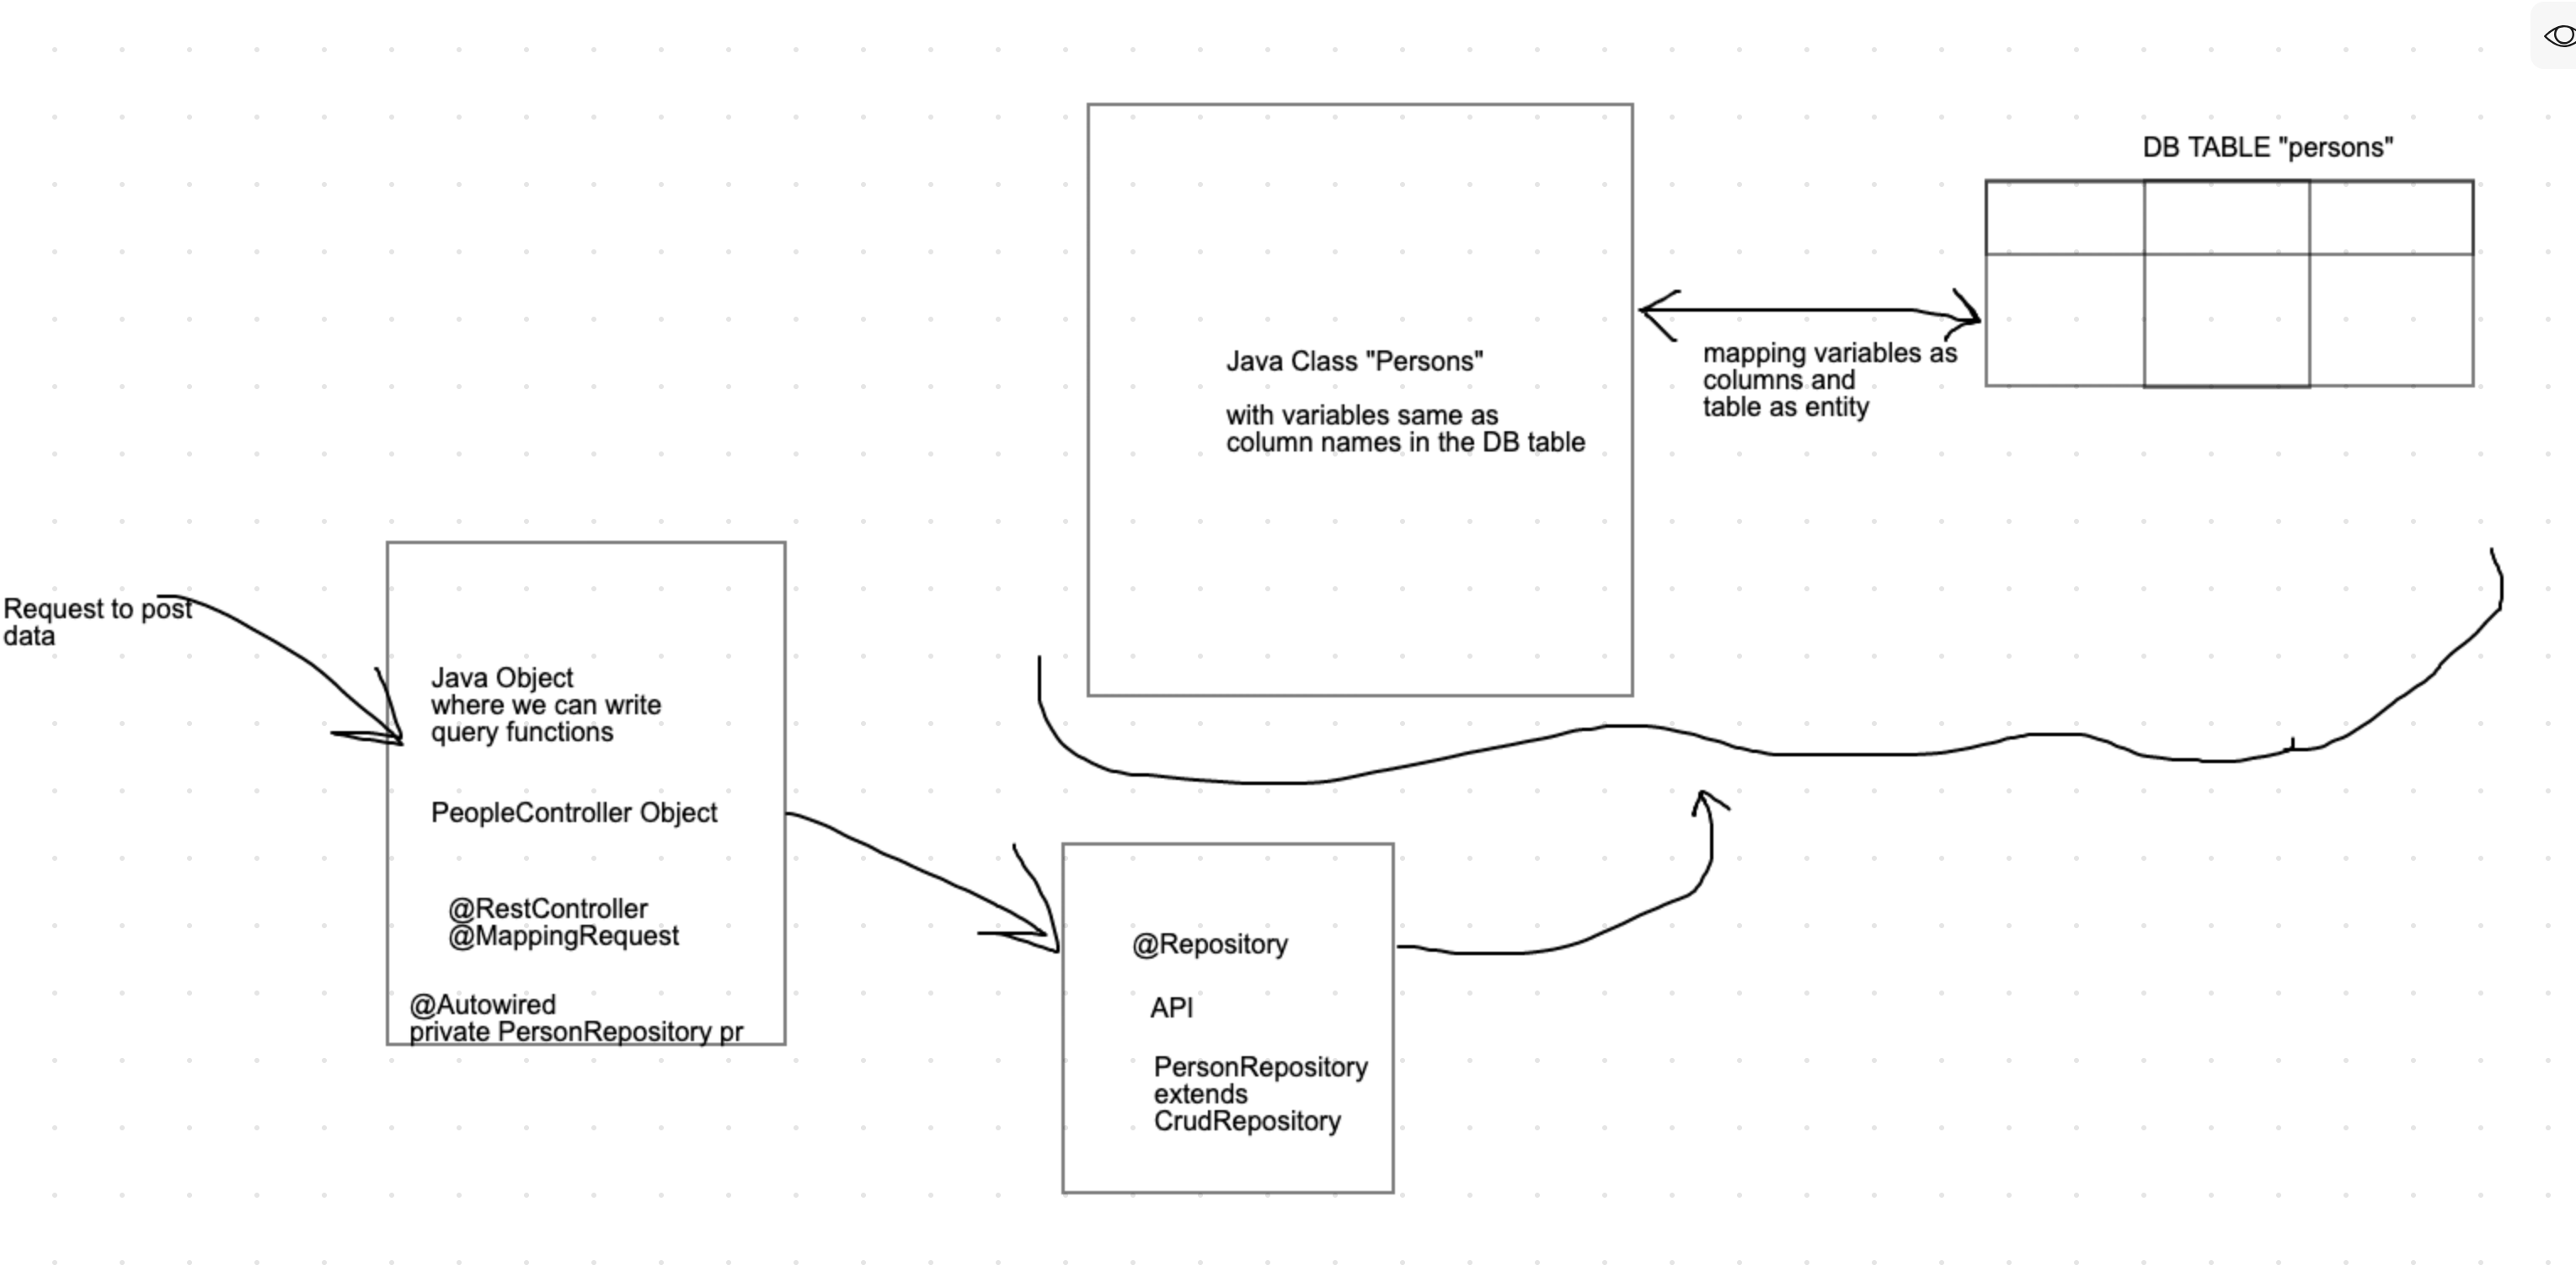 DB TABLE "persons"
Java Class "Persons"
with variables same as
column names in the DB table
mapping variables as
columns and
table as entity
Request to post
data
Java Object
where we can write
query functions
PeopleController Object
@RestController
@MappingRequest
@Autowired
private PersonRepository pr
@Repository
API
PersonRepository
extends
CrudRepository